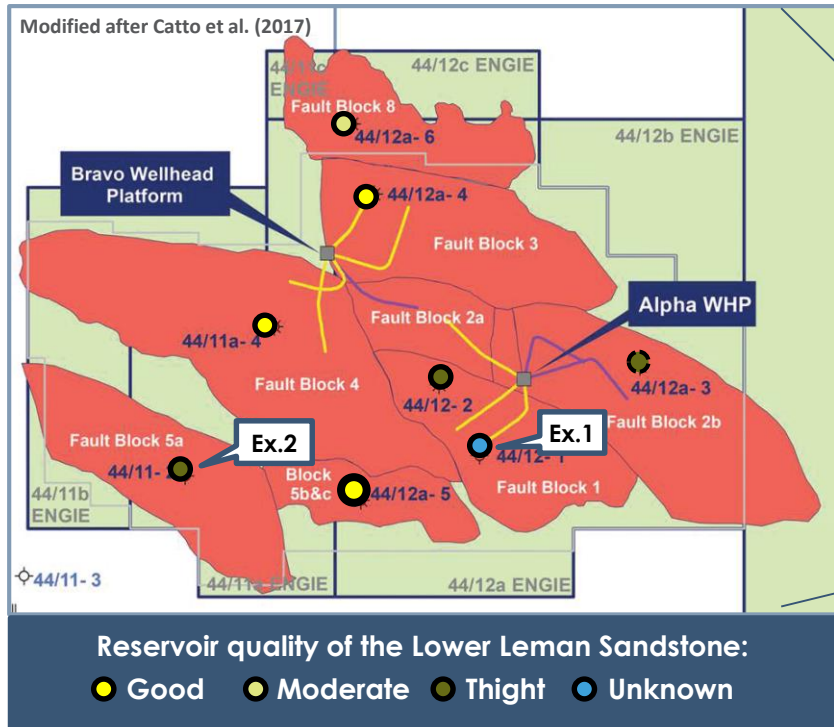 Modified after Catto et al. (2017)
44/12c ENGIE
ENGIE
Fault Block 8
44/12a- 6
44/12b ENGIE
Bravo Wellhead
Platform
44/12a- 4
Fault Block 3
Alpha WHP
Fault Block 2a
44/11a- 4
44/12a- 3
Fault Block 4
44/12- 2
Fault Block 2b
Ex.1
Fault Block 5a
Ex.2
44/12- 1
44/11-
Block
5b&c
44/12a- 5
Fault Block 1
44/11b
ENGIE
44/11- 3
44/11a ENGIE
44/12a ENGIE
Reservoir quality of the Lower Leman Sandstone:
Good Moderate Thight Unknown